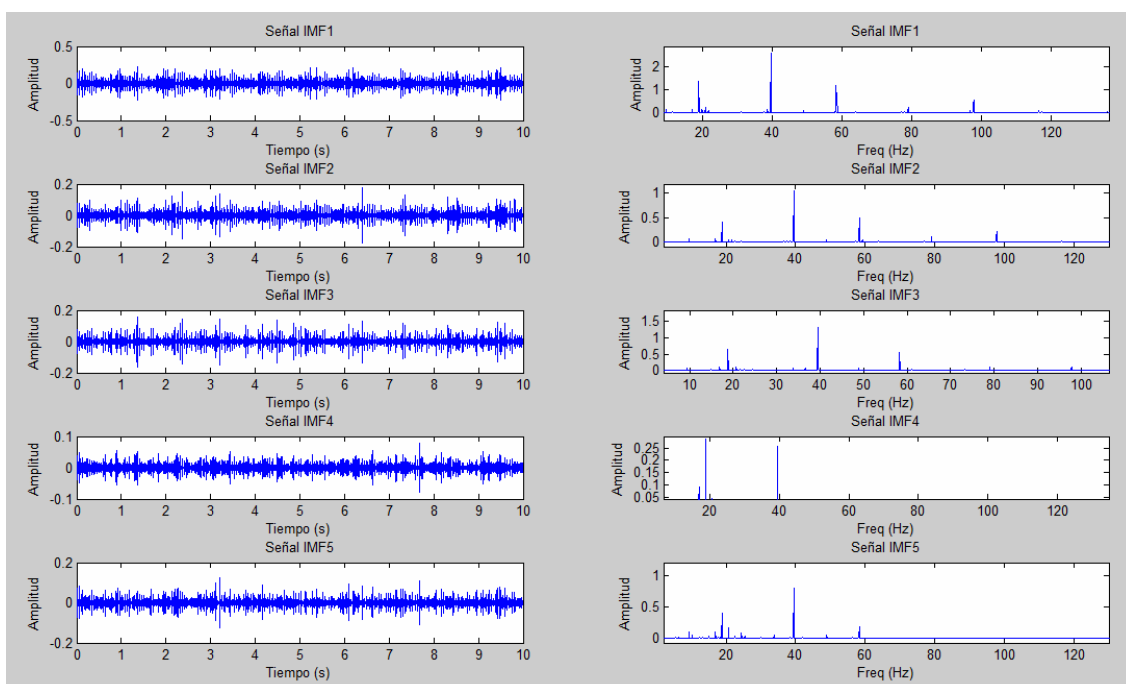 Señal IMF1
0.5
0
-0.5
Amplitud
0 1 2 3 4 5 6 7 8 9 10
Tiempo (s)
Señal IMF1
2
1
0
Amplitud
20 40 60 80 100 120
Freq (Hz)
Señal IMF2
0.2
0
-0.2
Amplitud
0 1 2 3 4 5 6 7 8 9 10
Tiempo (s)
Señal IMF2
1
0.5
0
Amplitud
20 40 60 80 100 120
Freq (Hz)
Señal IMF3
0.2
0
-0.2
Amplitud
0 1 2 3 4 5 6 7 8 9 10
Tiempo (s)
Señal IMF3
1.5
1
0.5
0
Amplitud
10 20 30 40 50 60 70 80 90 100
Freq (Hz)
Señal IMF4
0.1
0
-0.1
Amplitud
0 1 2 3 4 5 6 7 8 9 10
Tiempo (s)
Señal IMF4
0.25
0.2
0.15
0.1
0.05
Amplitud
20 40 60 80 100 120
Freq (Hz)
Señal IMF5
0.2
0
-0.2
Amplitud
0 1 2 3 4 5 6 7 8 9 10
Tiempo (s)
Señal IMF5
1
0.5
0
Amplitud
20 40 60 80 100 120
Freq (Hz)